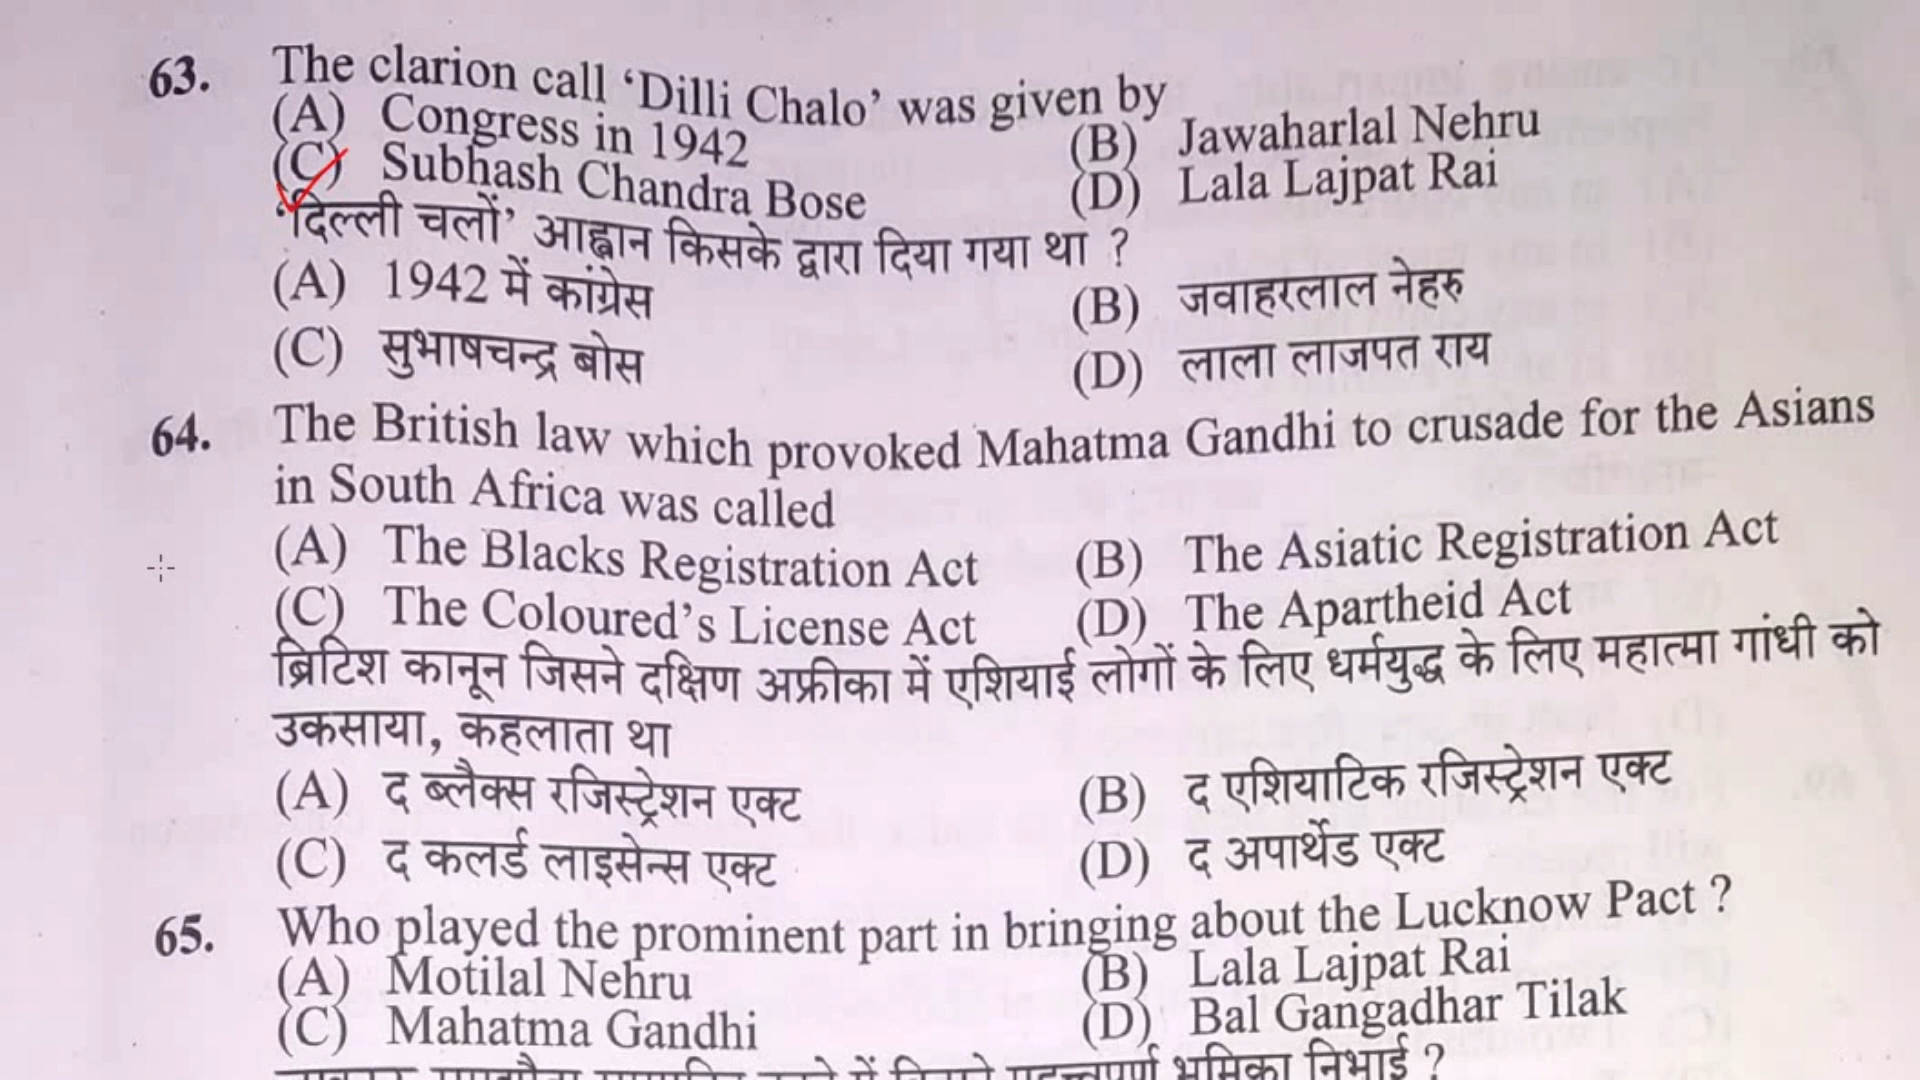 63. The clarion call ‘Dilli Chalo’ was given by
(A) Congress in 1942 (B) Jawaharlal Nehru
(C) Subhash Chandra Bose (D) Lala Lajpat Rai
‘दिल्ली चलों’ आह्वान किसके द्वारा दिया गया था ?
(A) 1942 में कांग्रेस (B) जवाहरलाल नेहरु
(C) सुभाषचन्द्र बोस (D) लाला लाजपत राय
64. The British law which provoked Mahatma Gandhi to crusade for the Asians
in South Africa was called
(A) The Blacks Registration Act (B) The Asiatic Registration Act
(C) The Coloured’s License Act (D) The Apartheid Act
ब्रिटिश कानून जिसने दक्षिण अफ्रीका में एशियाई लोगों के लिए धर्मयुद्ध के लिए महात्मा गांधी को
उकसाया, कहलाता था
(A) द ब्लैक्स रजिस्ट्रेशन एक्ट (B) द एशियाटिक रजिस्ट्रेशन एक्ट
(C) द कलर्ड लाइसेन्स एक्ट (D) द अपार्थेड एक्ट
65. Who played the prominent part in bringing about the Lucknow Pact ?
(A) Motilal Nehru (B) Lala Lajpat Rai
(C) Mahatma Gandhi (D) Bal Gangadhar Tilak
में भूमिका निभाई ?